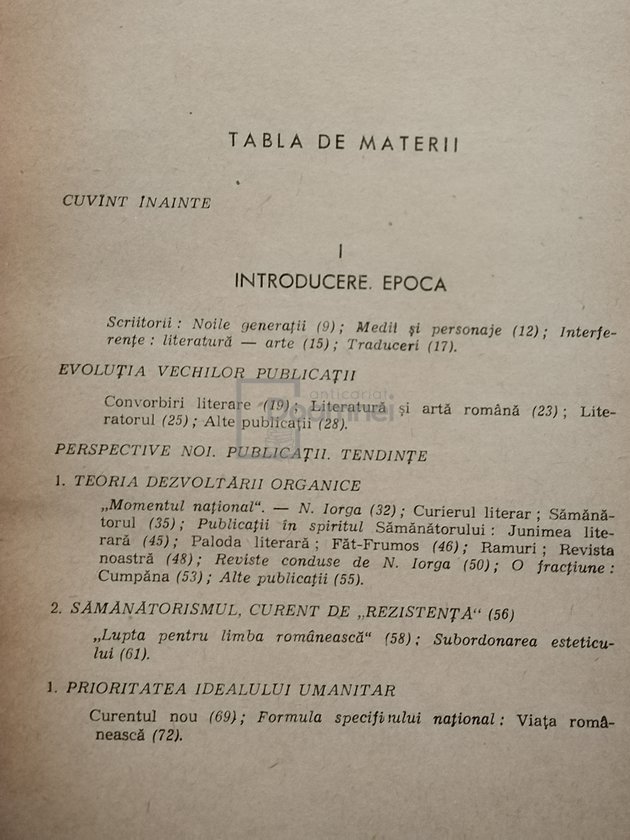 TABLA DE MATERII
CUVÎNT ÎNAINTE
I
INTRODUCERE. EPOCA
Scriitorii : Noile generații (9) ; Medii și personaje (12) ; Interfe-
rențe : literatură — arte (15) ; Traduceri (17).
EVOLUȚIA VECHILOR PUBLICAȚII
anticariat
Doamnei
Convorbiri literare (19) ; Literatură și artă română (23) ; Lite-
ratorul (25) ; Alte publicații (28).
PERSPECTIVE NOI. PUBLICAȚII. TENDINȚE
1. TEORIA DEZVOLTĂRII ORGANICE
„Momentul național“. — N. Iorga (32) ; Curierul literar ; Sămănă-
torul (35) ; Publicații în spiritul Sămănătorului : Junimea lite-
rară (45) ; Paloda literară ; Făt-Frumos (46) ; Ramuri ; Revista
noastră (48) ; Reviste conduse de N. Iorga (50) ; O fracțiune :
Cumpăna (53) ; Alte publicații (55).
2. SĂMĂNĂTORISMUL, CURENT DE „REZISTENȚĂ“ (56)
„Lupta pentru limba românească“ (58) ; Subordonarea esteticu-
lui (61).
1. PRIORITATEA IDEALULUI UMANITAR
Curentul nou (69) ; Formula specificului național : Viața romă-
nească (72).